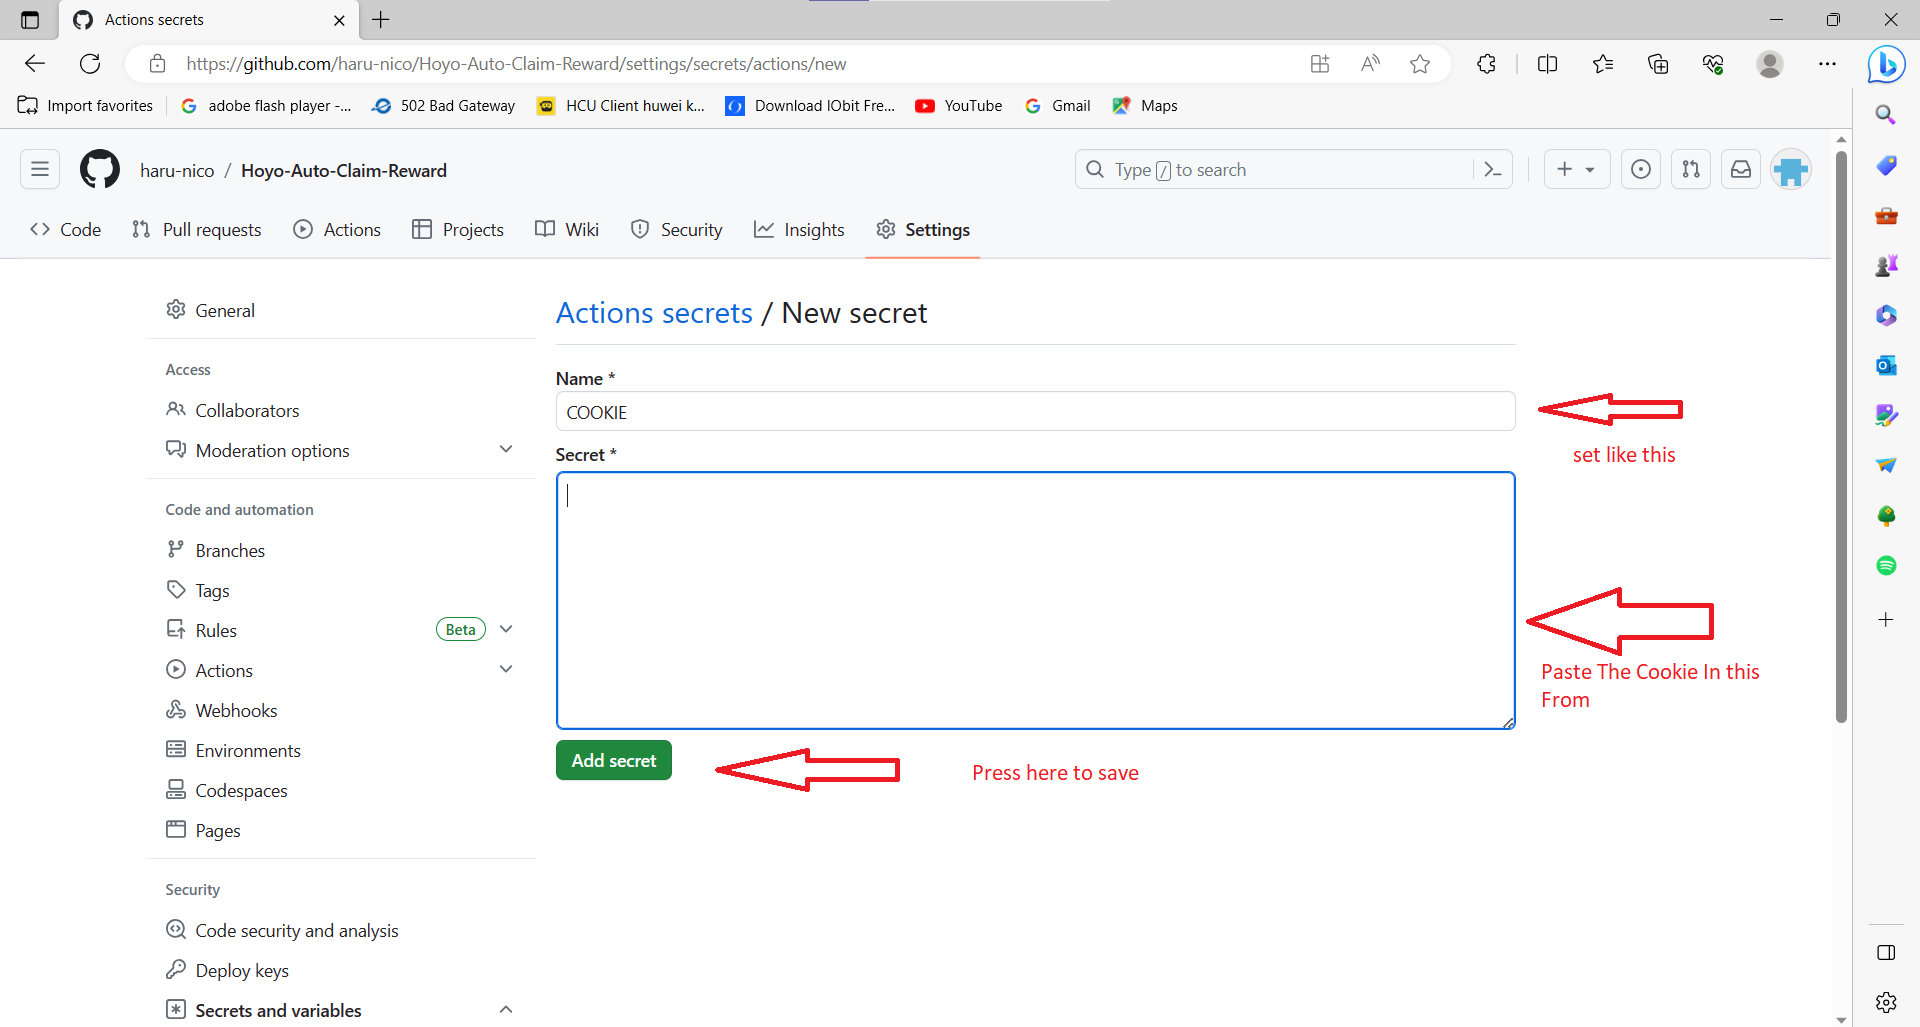 Actions secrets
https://github.com/haru-nico/Hoyo-Auto-Claim-Reward/settings/secrets/actions/new
Import favorites
adobe flash player -...
502 Bad Gateway
HCU Client huwei k...
Download IObit Fre...
YouTube
Gmail
Maps
haru-nico / Hoyo-Auto-Claim-Reward
Type / to search
Code
Pull requests
Actions
Projects
Wiki
Security
Insights
Settings
General
Access
Collaborators
Moderation options
Code and automation
Branches
Tags
Rules
Beta
Actions
Webhooks
Environments
Codespaces
Pages
Security
Code security and analysis
Deploy keys
Secrets and variables
Actions secrets / New secret
Name *
COOKIE
set like this
Secret *
Paste The Cookie In this
From
Add secret
Press here to save